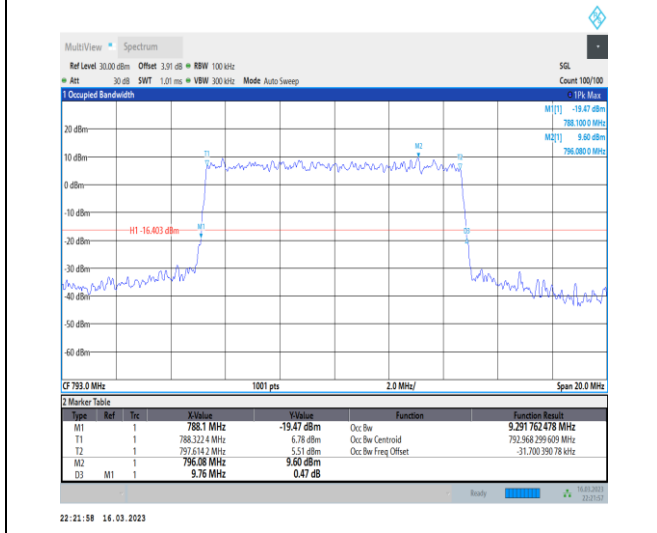 MultiView Spectrum
Ref Level 30.00 dBm Offset 3.91 dB RBW 100 kHz SGL
Att 30 dB SWT 1.01 ms VBW 300 kHz Mode Auto Sweep Count 100/100
1 Occupied Bandwidth 1Pk Max
M1[1] -19.47 dBm
788.100 0 MHz
20 dBm
M2[1] 9.60 dBm
796.080 0 MHz
M2
T1
T2
10 dBm
0 dBm
-10 dBm
H1 -16.403 dBm
M1
D3
-20 dBm
-30 dBm
-40 dBm
-50 dBm
-60 dBm
CF 793.0 MHz 1001 pts 2.0 MHz/ Span 20.0 MHz
2 Marker Table
Type Ref Trc X-Value Y-Value Function Function Result
M1 1 788.1 MHz -19.47 dBm Occ Bw 9.291 762 478 MHz
T1 1 788.322 4 MHz 6.78 dBm Occ Bw Centroid 792.968 299 609 MHz
T2 1 797.614 2 MHz 5.51 dBm Occ Bw Freq Offset -31.700 390 78 kHz
M2 1 796.08 MHz 9.60 dBm
D3 M1 1 9.76 MHz 0.47 dB
Ready 16.03.2023
22:21:57
22:21:58 16.03.2023